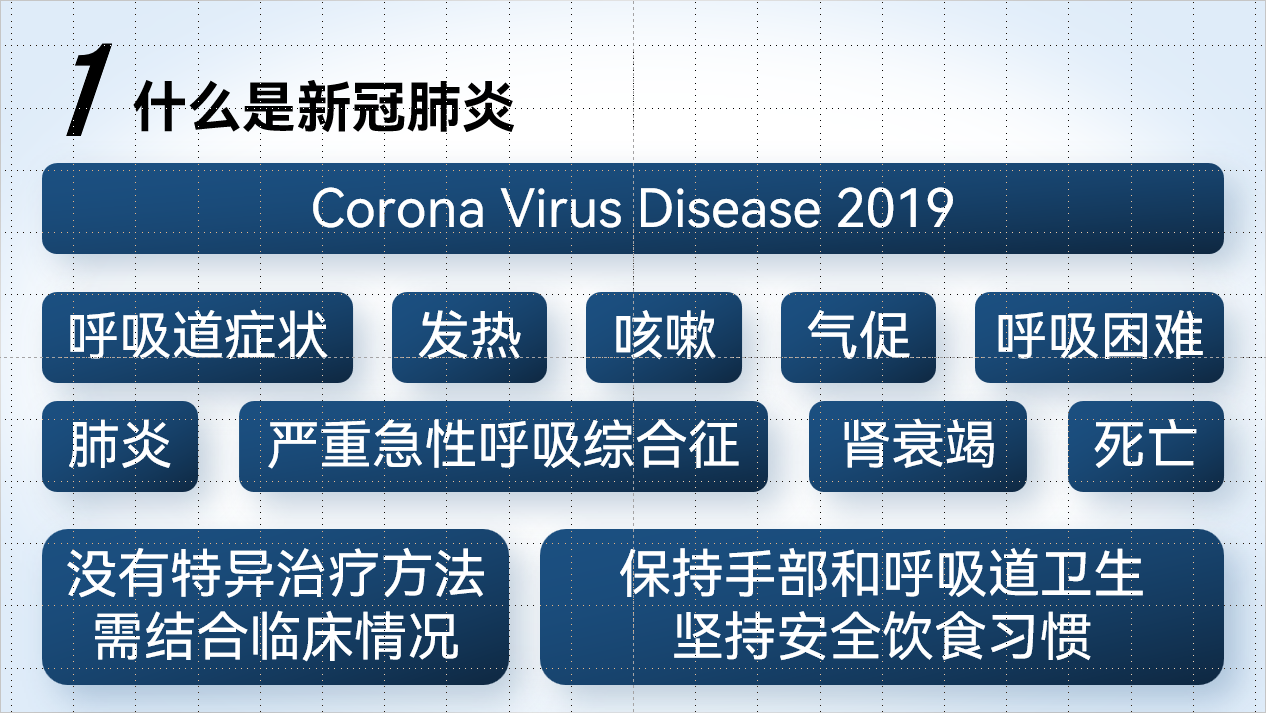 1 什么是新冠肺炎
Corona Virus Disease 2019
呼吸道症状 发热 咳嗽 气促 呼吸困难
肺炎 严重急性呼吸综合征 肾衰竭 死亡
没有特异治疗方法 保持手部和呼吸道卫生
需结合临床情况 坚持安全饮食习惯